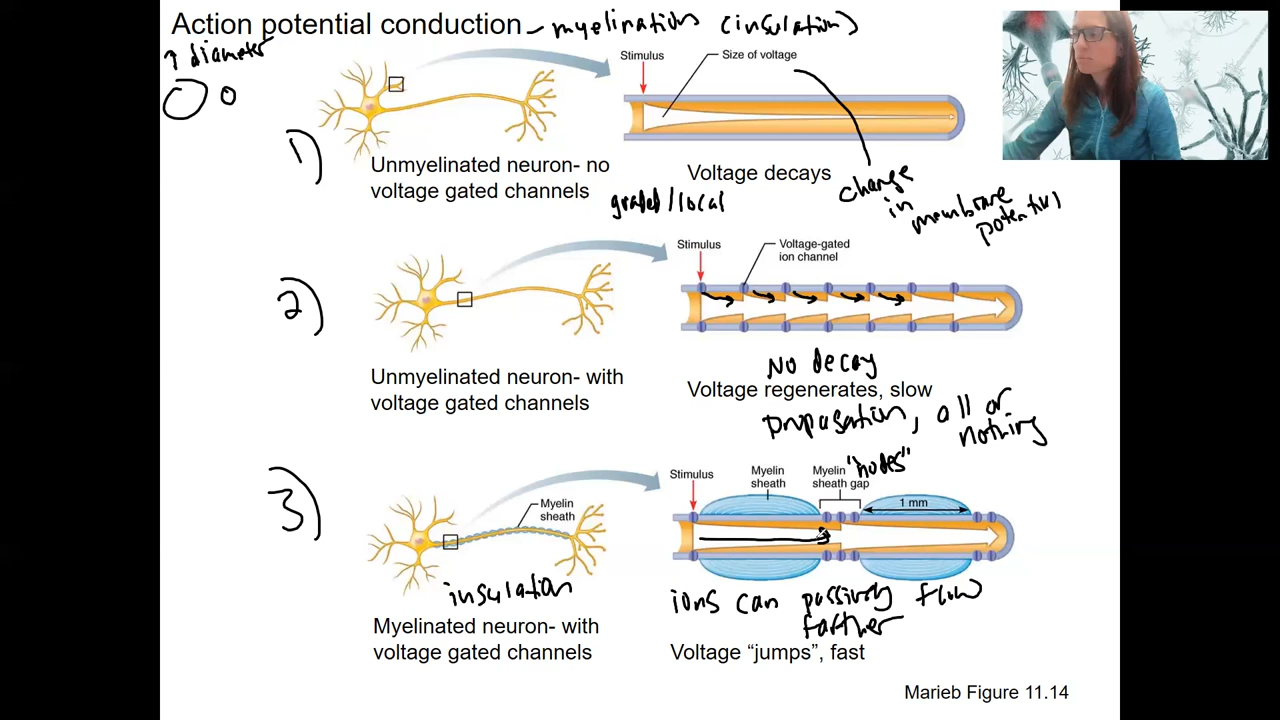 Action potential conduction - myelination (insulation)
↑ diameter
Stimulus
Size of voltage
1)
Unmyelinated neuron- no
voltage gated channels
Voltage decays
graded/local
change
in
membrane
potential
Stimulus
Voltage-gated
ion channel
2)
Unmyelinated neuron- with
voltage gated channels
No decay
Voltage regenerates, slow
propagation, all or
nothing
"nodes"
3)
Stimulus
Myelin
sheath
Myelin
sheath gap
1 mm
Myelin
sheath
insulation
ions can passively flow
farther
Myelinated neuron- with
voltage gated channels
Voltage “jumps”, fast
Marieb Figure 11.14